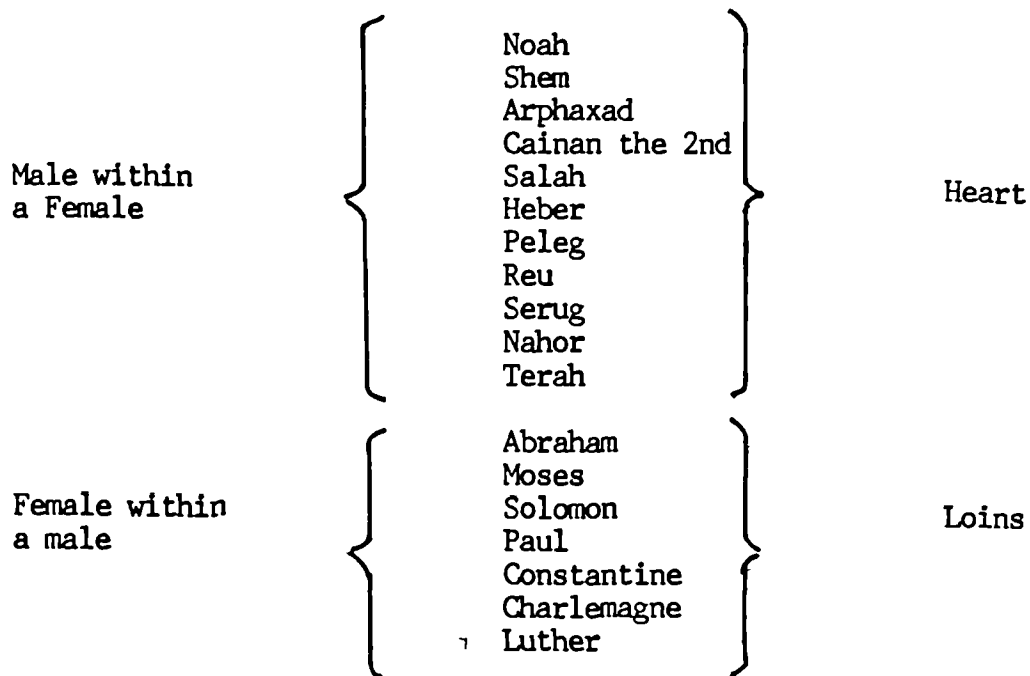 Noah
Shem
Arphaxad
Cainan the 2nd
Male within
a Female
Salah
Heber
Heart
Peleg
Reu
Serug
Nahor
Terah
Abraham
Moses
Female within
a male
Solomon
Loins
Paul
Constantine
Charlemagne
Luther